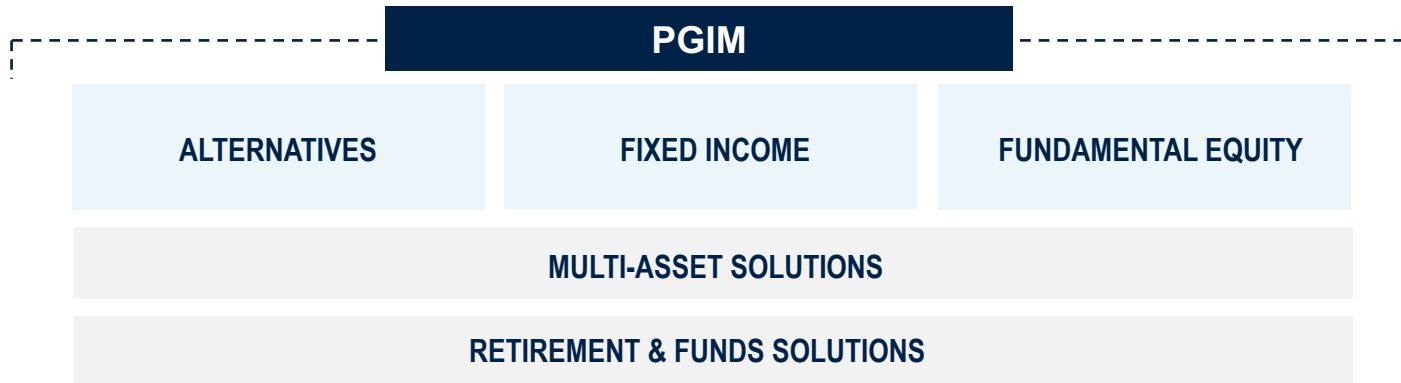 PGIM
ALTERNATIVES
FIXED INCOME
FUNDAMENTAL EQUITY
MULTI-ASSET SOLUTIONS
RETIREMENT & FUNDS SOLUTIONS